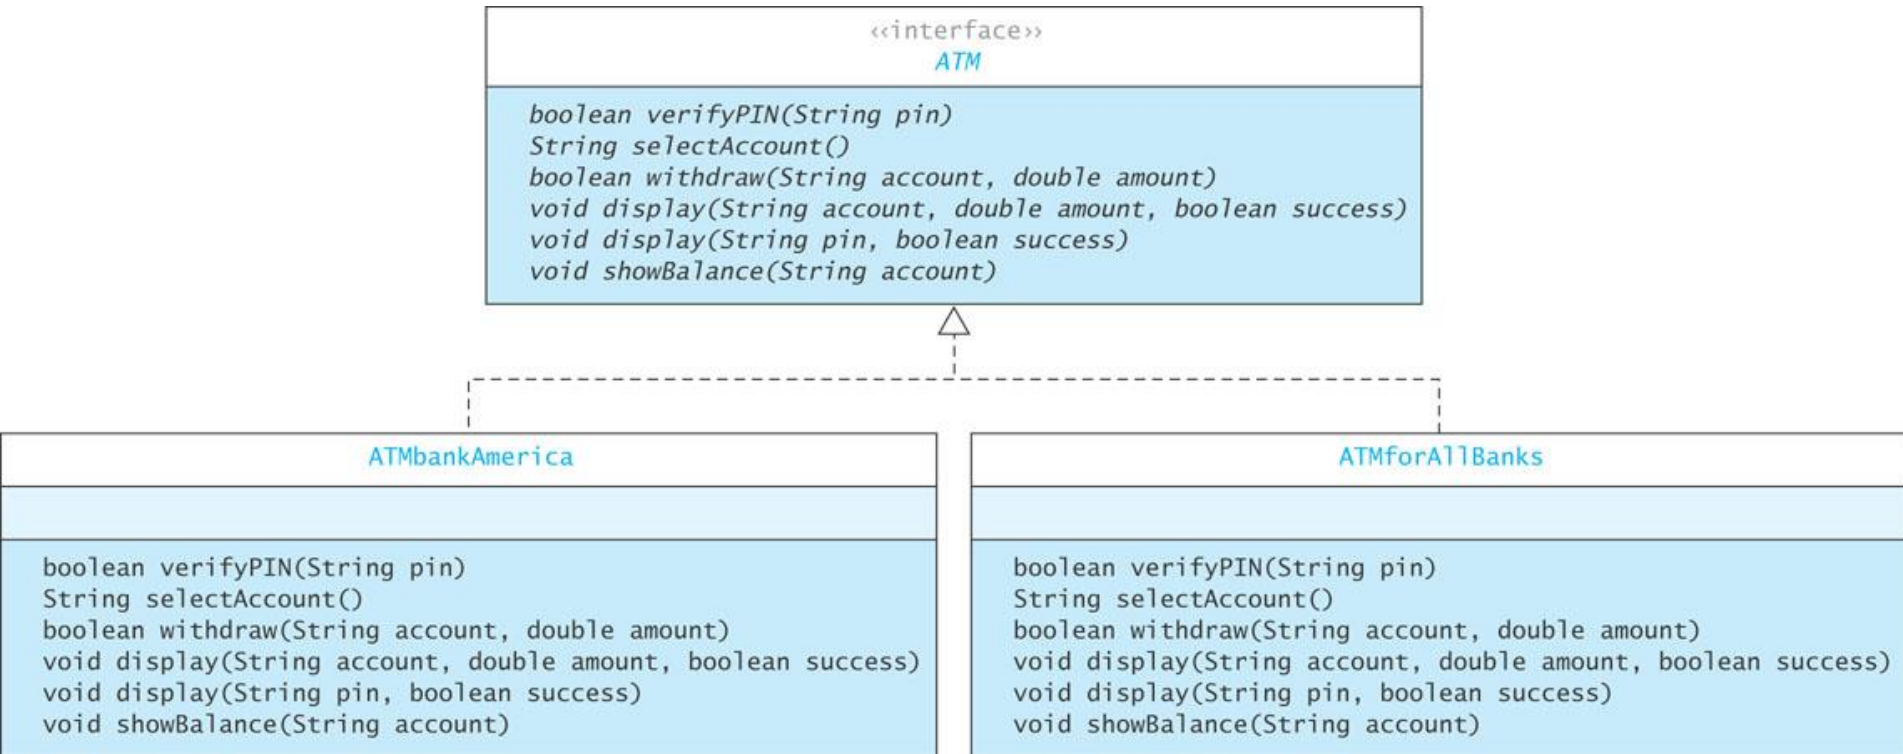 ‹‹interface››
ATM
boolean verifyPIN(String pin)
String selectAccount()
boolean withdraw(String account, double amount)
void display(String account, double amount, boolean success)
void display(String pin, boolean success)
void showBalance(String account)
ATMbankAmerica
boolean verifyPIN(String pin)
String selectAccount()
boolean withdraw(String account, double amount)
void display(String account, double amount, boolean success)
void display(String pin, boolean success)
void showBalance(String account)
ATMforAllBanks
boolean verifyPIN(String pin)
String selectAccount()
boolean withdraw(String account, double amount)
void display(String account, double amount, boolean success)
void display(String pin, boolean success)
void showBalance(String account)